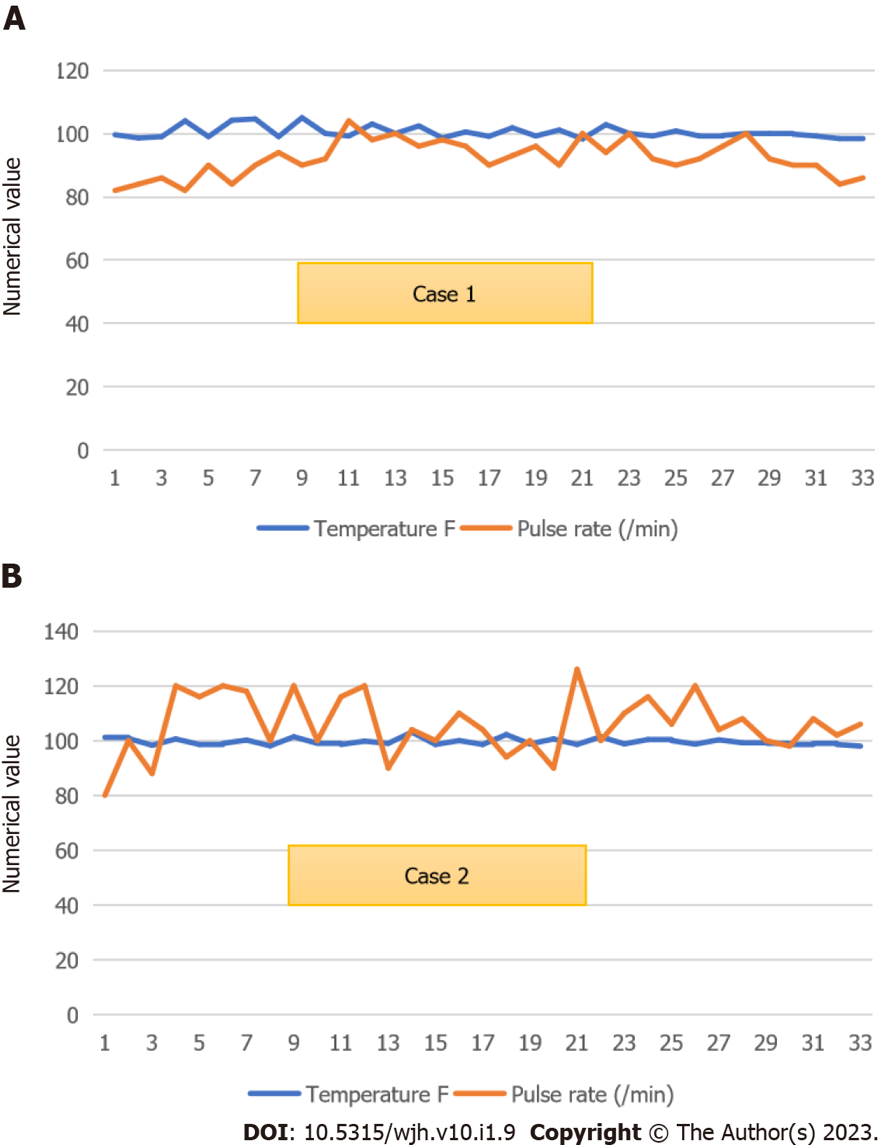 A
Numerical value
120
100
80
60
40
20
0
Case 1
1 3 5 7 9 11 13 15 17 19 21 23 25 27 29 31 33
Temperature F Pulse rate (/min)
B
Numerical value
140
120
100
80
60
40
20
0
Case 2
1 3 5 7 9 11 13 15 17 19 21 23 25 27 29 31 33
Temperature F Pulse rate (/min)
DOI: 10.5315/wjh.v10.i1.9 Copyright © The Author(s) 2023.